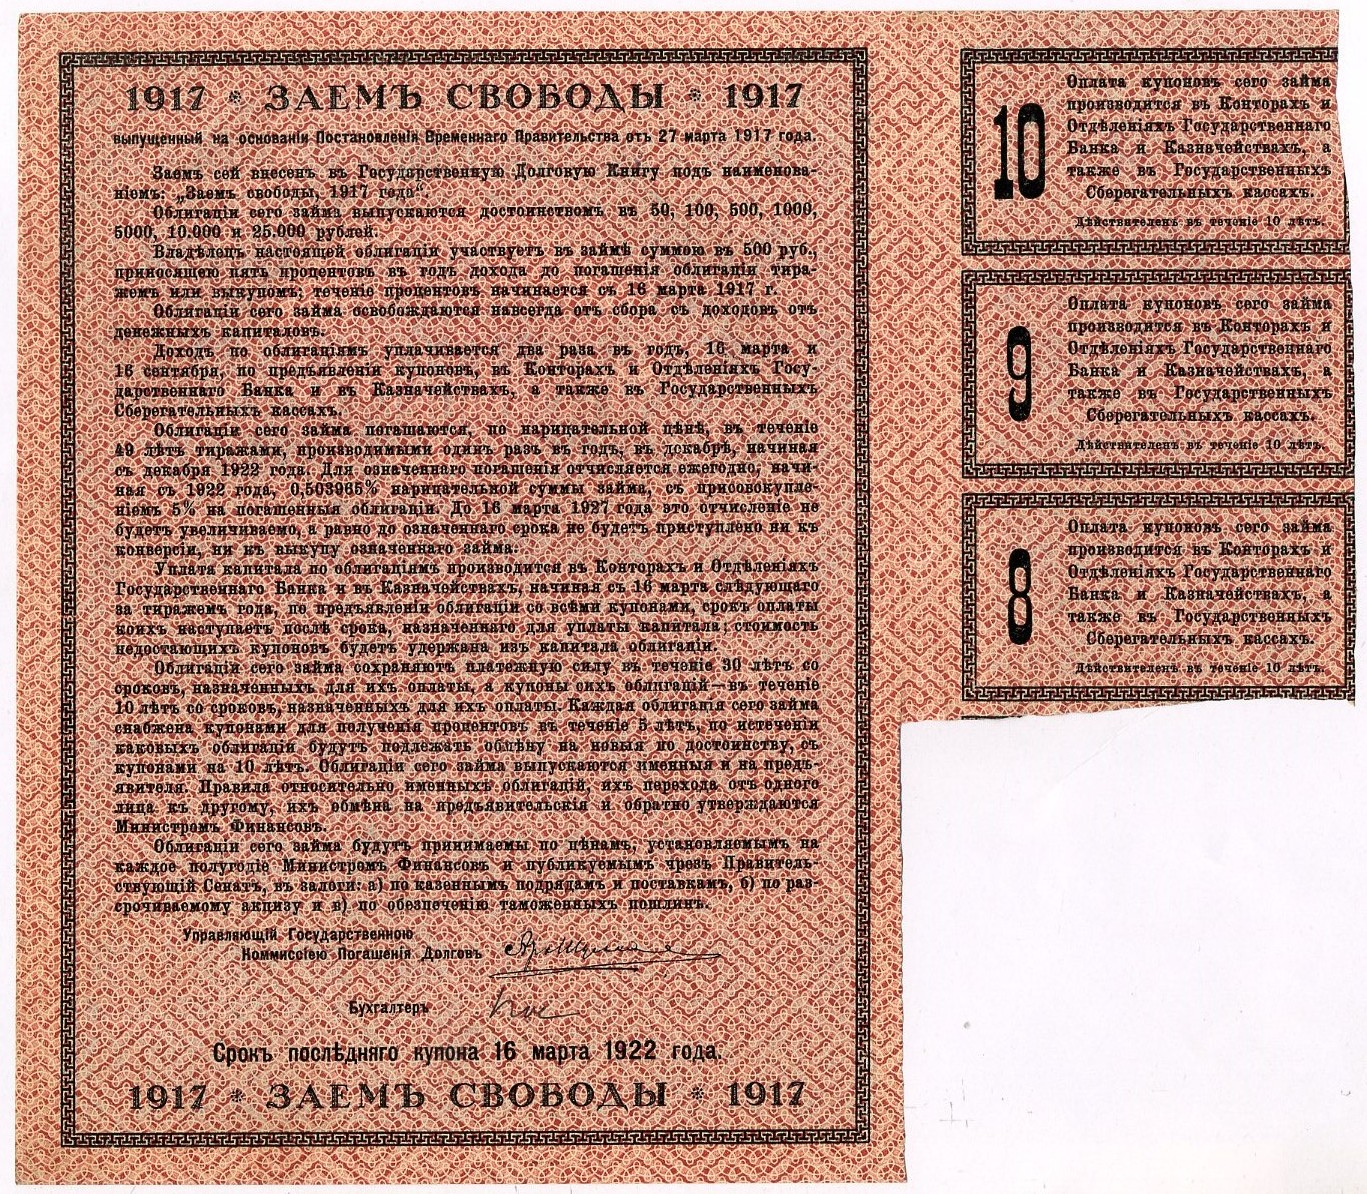 1917 * ЗАЕМЪ СВОБОДЫ * 1917
выпущенный на основаніи Постановленія Временнаго Правительства отъ 27 марта 1917 года.
Заемъ сей внесенъ въ Государственную Долговую Книгу подъ наименова-
ніемъ: „Заемъ свободы, 1917 года“.
Облигаціи сего займа выпускаются достоинствомъ въ 50, 100, 500, 1000,
5000, 10.000 и 25.000 рублей.
Владѣлецъ настоящей облигаціи участвуетъ въ займѣ суммою въ 500 руб.,
приносящею пять процентовъ въ годъ дохода до погашенія облигаціи тира-
жемъ или выкупомъ; теченіе процентовъ начинается съ 16 марта 1917 г.
Облигаціи сего займа освобождаются навсегда отъ сбора съ доходовъ отъ
денежныхъ капиталовъ.
Доходъ по облигаціямъ уплачивается два раза въ годъ, 16 марта и
16 сентября, по предъявленіи купоновъ, въ Конторахъ и Отдѣленіяхъ Госу-
дарственнаго Банка и въ Казначействахъ, а также въ Государственныхъ
Сберегательныхъ кассахъ.
Облигаціи сего займа погашаются, по нарицательной цѣнѣ, въ теченіе
49 лѣтъ тиражами, производимыми одинъ разъ въ годъ, въ декабрѣ, начиная
съ декабря 1922 года. Для означеннаго погашенія отчисляется ежегодно, начи-
ная съ 1922 года, 0,503965% нарицательной суммы займа, съ присовокупле-
ніемъ 5% на погашенныя облигаціи. До 16 марта 1927 года это отчисленіе не
будетъ увеличиваемо, а равно до означеннаго срока не будетъ приступлено ни къ
конверсіи, ни къ выкупу означеннаго займа.
Уплата капитала по облигаціямъ производится въ Конторахъ и Отдѣленіяхъ
Государственнаго Банка и въ Казначействахъ, начиная съ 16 марта слѣдующаго
за тиражемъ года, по предъявленіи облигаціи со всѣми купонами, срокъ оплаты
коихъ наступаетъ послѣ срока, назначеннаго для уплаты капитала; стоимость
недостающихъ купоновъ будетъ удержана изъ капитала облигаціи.
Облигаціи сего займа сохраняютъ платежную силу въ теченіе 30 лѣтъ со
сроковъ, назначенныхъ для ихъ оплаты, а купоны сихъ облигацій—въ теченіе
10 лѣтъ со сроковъ, назначенныхъ для ихъ оплаты. Каждая облигація сего займа
снабжена купонами для полученія процентовъ въ теченіе 5 лѣтъ, по истеченіи
каковыхъ облигаціи будутъ подлежать обмѣну на новыя по достоинству, съ
купонами на 10 лѣтъ. Облигаціи сего займа выпускаются именныя и на предъ-
явителя. Правила относительно именныхъ облигацій, ихъ перехода отъ одного
лица къ другому, ихъ обмѣна на предъявительскія и обратно утверждаются
Министромъ Финансовъ.
Облигаціи сего займа будутъ принимаемы по цѣнамъ, установляемымъ на
каждое полугодіе Министромъ Финансовъ и публикуемымъ чрезъ Правитель-
ствующій Сенатъ, въ залоги: а) по казеннымъ подрядамъ и поставкамъ, б) по раз-
срочиваемому акцизу и в) по обезпеченію таможенныхъ пошлинъ.
Управляющій Государственною
Коммиссіею Погашенія Долговъ
Бухгалтеръ
Срокъ послѣдняго купона 16 марта 1922 года.
1917 * ЗАЕМЪ СВОБОДЫ * 1917
10
Оплата купоновъ сего займа
производится въ Конторахъ и
Отдѣленіяхъ Государственнаго
Банка и Казначействахъ, а
также въ Государственныхъ
Сберегательныхъ кассахъ.
Дѣйствителенъ въ теченіе 10 лѣтъ.
9
Оплата купоновъ сего займа
производится въ Конторахъ и
Отдѣленіяхъ Государственнаго
Банка и Казначействахъ, а
также въ Государственныхъ
Сберегательныхъ кассахъ.
Дѣйствителенъ въ теченіе 10 лѣтъ.
8
Оплата купоновъ сего займа
производится въ Конторахъ и
Отдѣленіяхъ Государственнаго
Банка и Казначействахъ, а
также въ Государственныхъ
Сберегательныхъ кассахъ.
Дѣйствителенъ въ теченіе 10 лѣтъ.